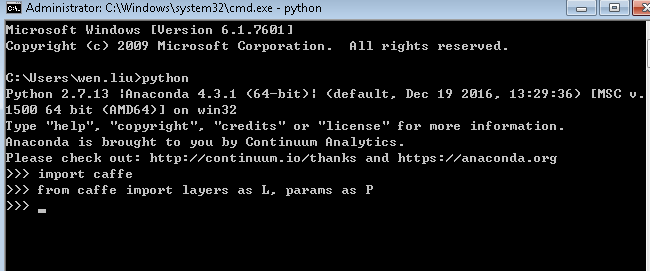 Administrator: C:\Windows\system32\cmd.exe - python
Microsoft Windows [Version 6.1.7601]
Copyright (c) 2009 Microsoft Corporation.  All rights reserved.
C:\Users\wen.liu>python
Python 2.7.13 |Anaconda 4.3.1 (64-bit)| (default, Dec 19 2016, 13:29:36) [MSC v.
1500 64 bit (AMD64)] on win32
Type "help", "copyright", "credits" or "license" for more information.
Anaconda is brought to you by Continuum Analytics.
Please check out: http://continuum.io/thanks and https://anaconda.org
>>> import caffe
>>> from caffe import layers as L, params as P
>>> _